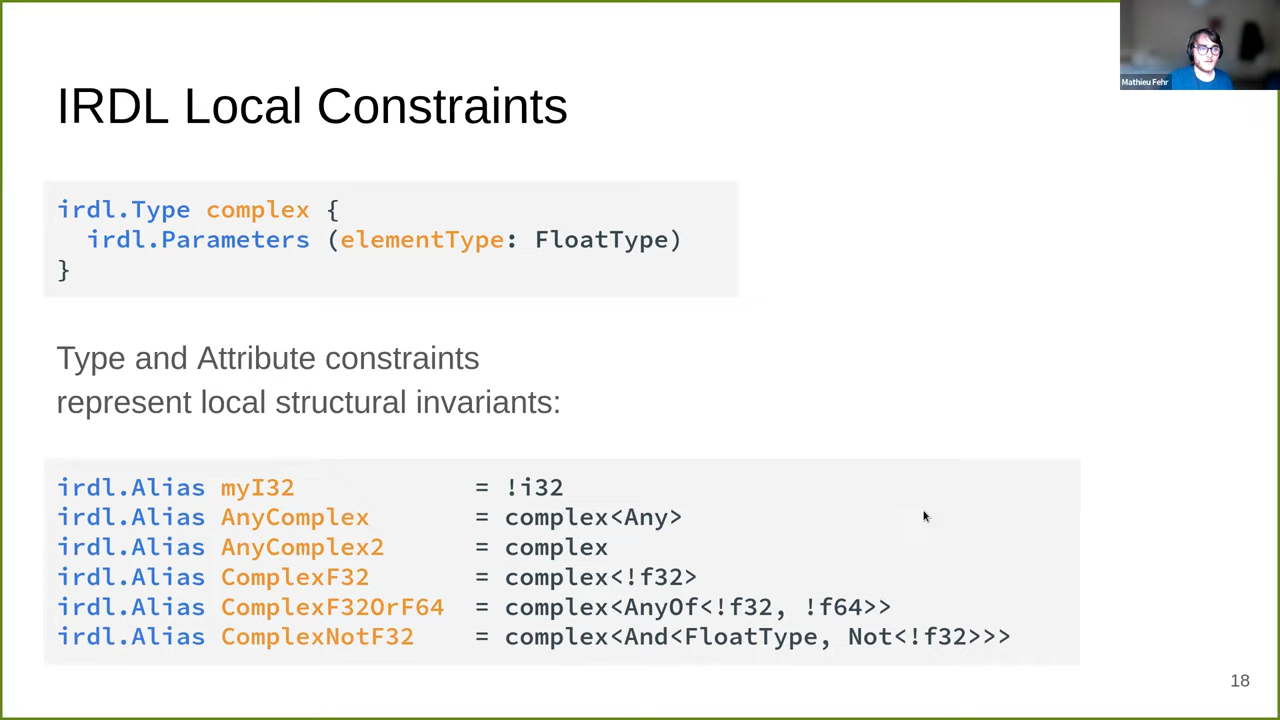 Mathieu Fehr
IRDL Local Constraints
irdl.Type complex {
irdl.Parameters (elementType: FloatType)
}
Type and Attribute constraints
represent local structural invariants:
irdl.Alias myI32 = !i32
irdl.Alias AnyComplex = complex<Any>
irdl.Alias AnyComplex2 = complex
irdl.Alias ComplexF32 = complex<!f32>
irdl.Alias ComplexF32OrF64 = complex<AnyOf<!f32, !f64>>
irdl.Alias ComplexNotF32 = complex<And<FloatType, Not<!f32>>>
18